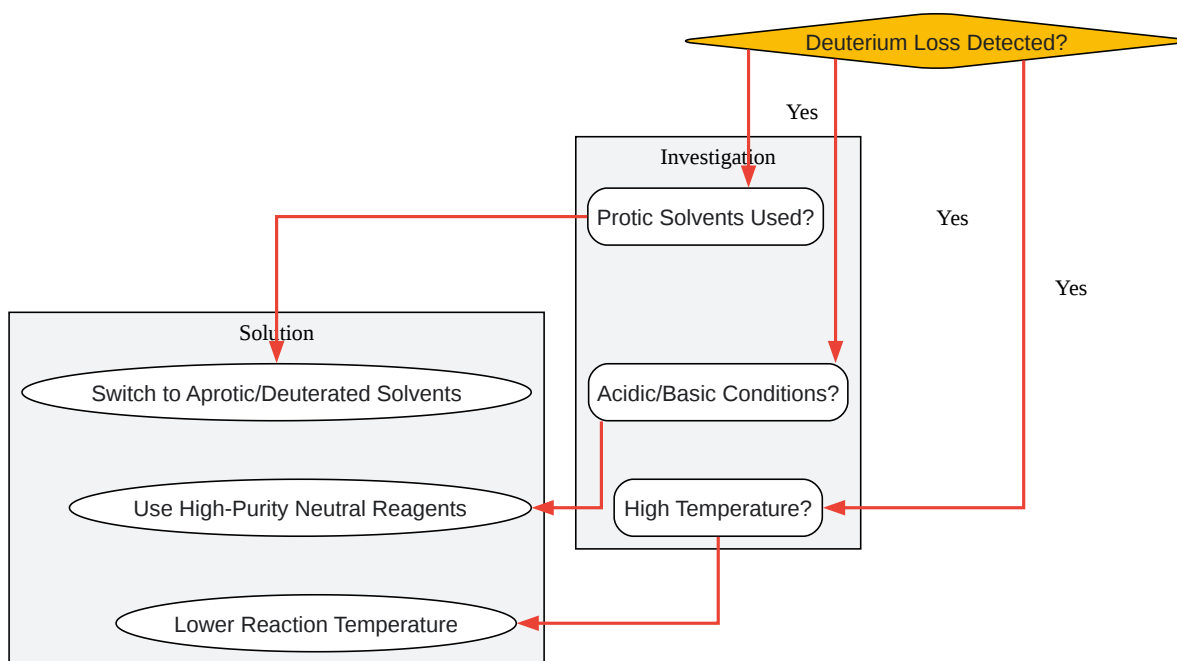 Deuterium Loss Detected?
Yes
Investigation
Protic Solvents Used?
Yes
Yes
Solution
Switch to Aprotic/Deuterated Solvents
Acidic/Basic Conditions?
Use High-Purity Neutral Reagents
High Temperature?
Lower Reaction Temperature